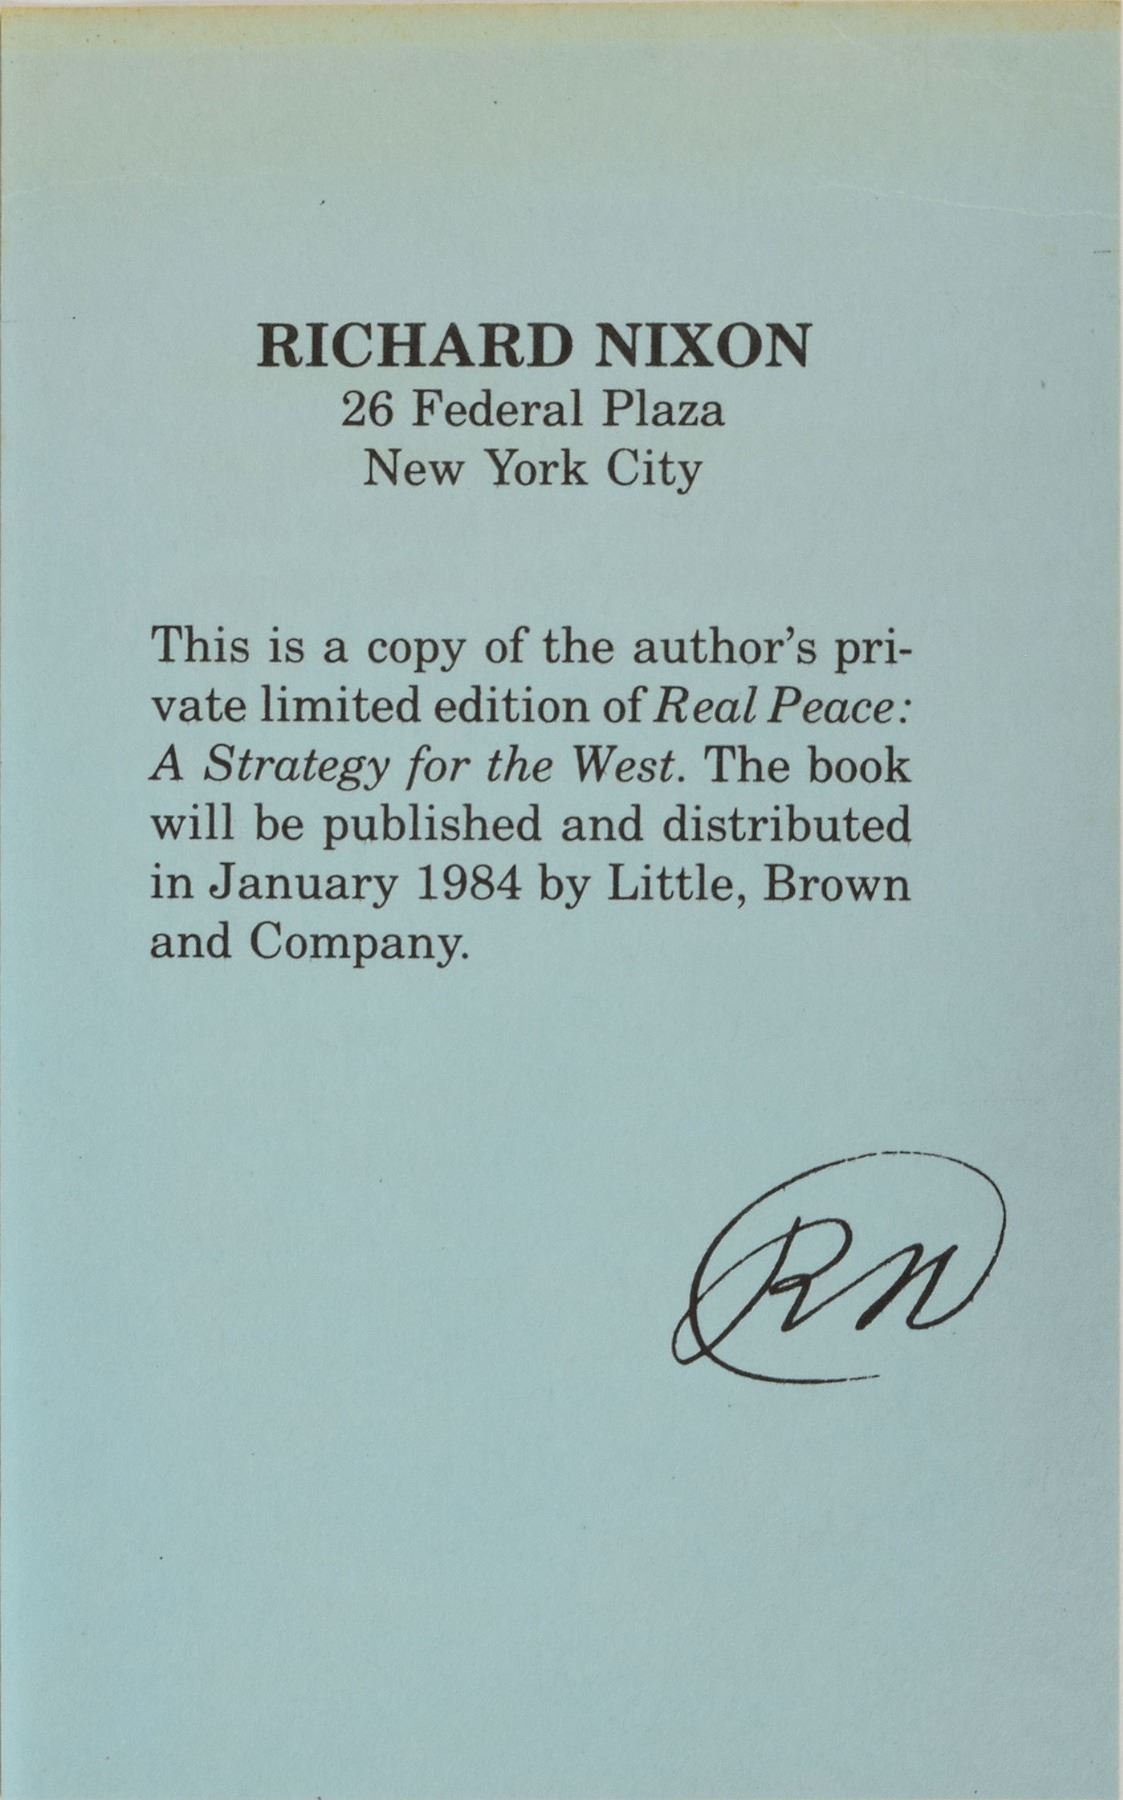 RICHARD NIXON
26 Federal Plaza
New York City
This is a copy of the author's pri-
vate limited edition of Real Peace:
A Strategy for the West. The book
will be published and distributed
in January 1984 by Little, Brown
and Company.
RN